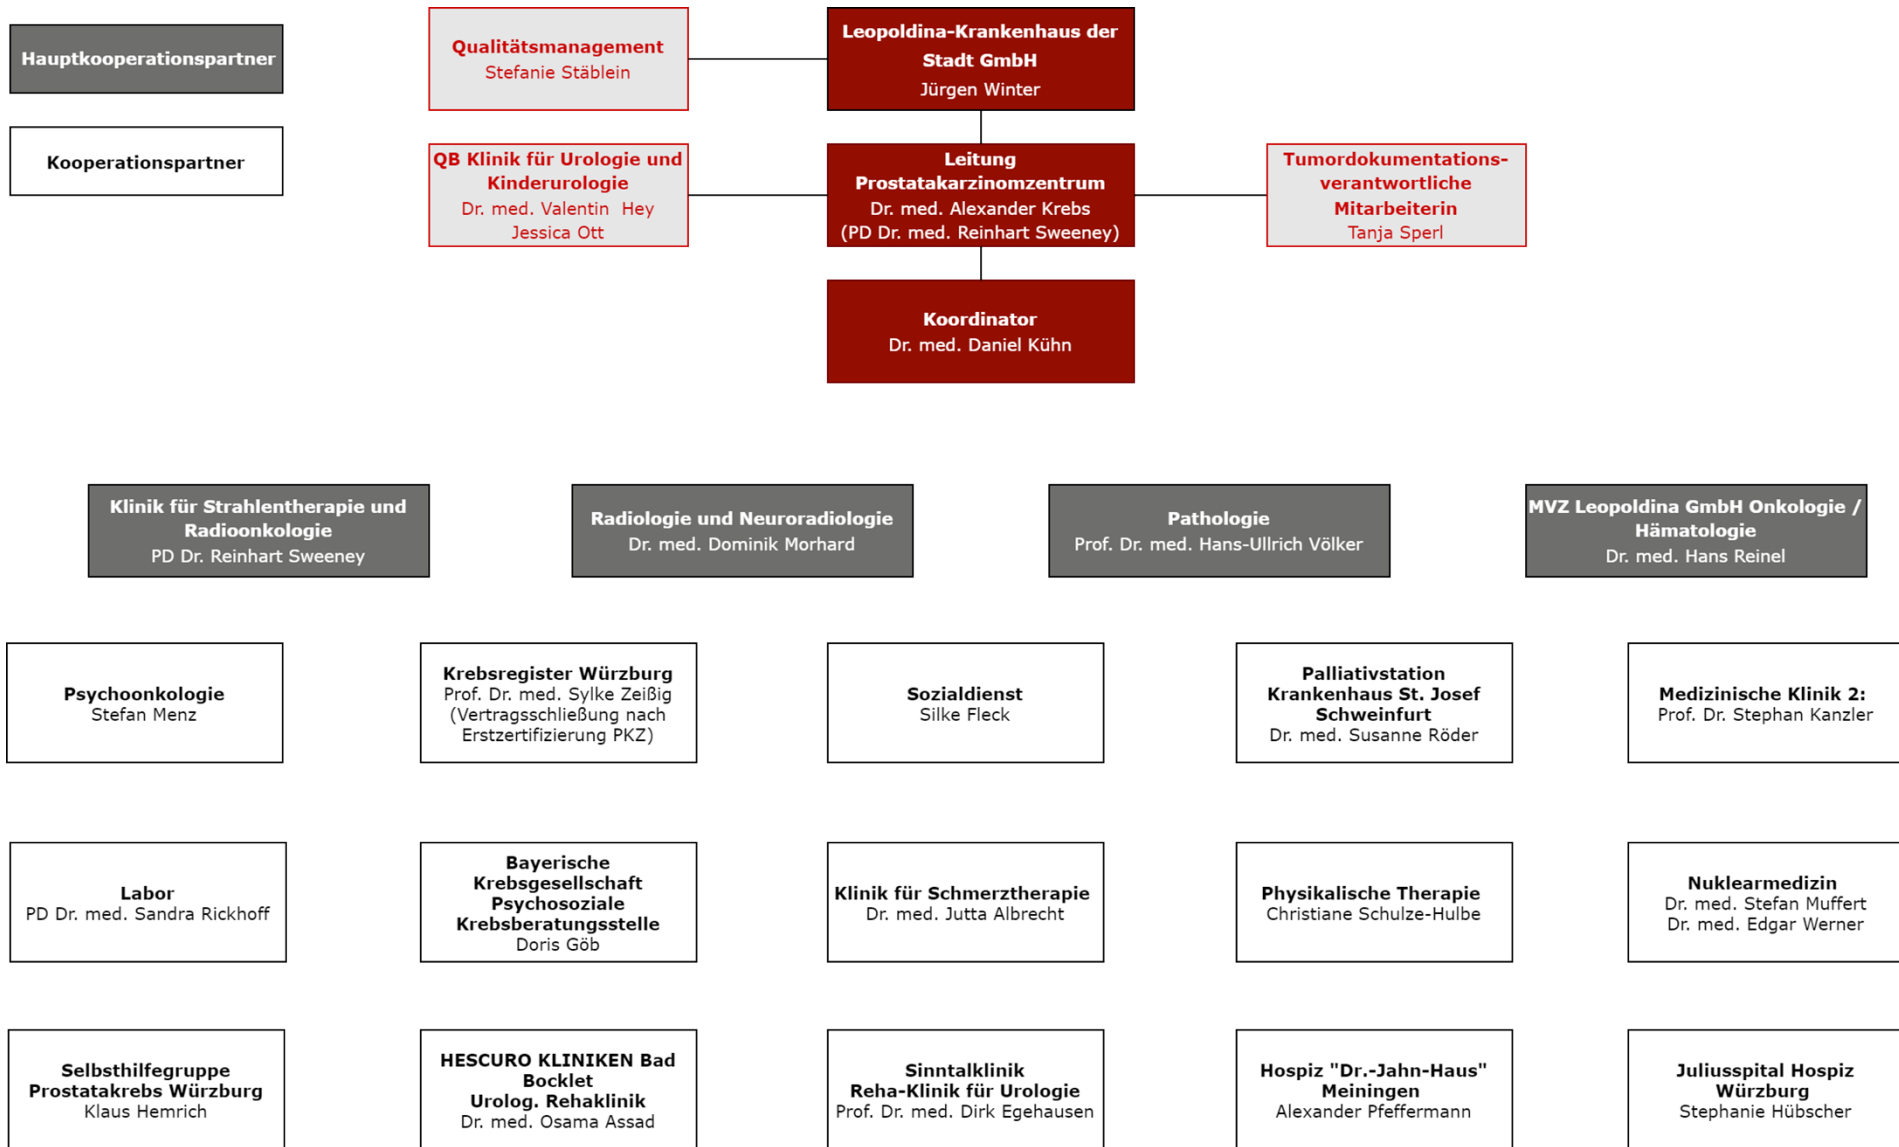 Hauptkooperationspartner
Kooperationspartner
Qualitätsmanagement
Stefanie Stäblein
Leopoldina-Krankenhaus der
Stadt GmbH
Jürgen Winter
QB Klinik für Urologie und
Kinderurologie
Dr. med. Valentin  Hey
Jessica Ott
Leitung
Prostatakarzinomzentrum
Dr. med. Alexander Krebs
(PD Dr. med. Reinhart Sweeney)
Tumordokumentations-
verantwortliche
Mitarbeiterin
Tanja Sperl
Koordinator
Dr. med. Daniel Kühn
Klinik für Strahlentherapie und
Radioonkologie
PD Dr. Reinhart Sweeney
Radiologie und Neuroradiologie
Dr. med. Dominik Morhard
Pathologie
Prof. Dr. med. Hans-Ullrich Völker
MVZ Leopoldina GmbH Onkologie /
Hämatologie
Dr. med. Hans Reinel
Psychoonkologie
Stefan Menz
Krebsregister Würzburg
Prof. Dr. med. Sylke Zeißig
(Vertragsschließung nach
Erstzertifizierung PKZ)
Sozialdienst
Silke Fleck
Palliativstation
Krankenhaus St. Josef
Schweinfurt
Dr. med. Susanne Röder
Medizinische Klinik 2:
Prof. Dr. Stephan Kanzler
Labor
PD Dr. med. Sandra Rickhoff
Bayerische
Krebsgesellschaft
Psychosoziale
Krebsberatungsstelle
Doris Göb
Klinik für Schmerztherapie
Dr. med. Jutta Albrecht
Physikalische Therapie
Christiane Schulze-Hulbe
Nuklearmedizin
Dr. med. Stefan Muffert
Dr. med. Edgar Werner
Selbsthilfegruppe
Prostatakrebs Würzburg
Klaus Hemrich
HESCURO KLINIKEN Bad
Bocklet
Urolog. Rehaklinik
Dr. med. Osama Assad
Sinntalklinik
Reha-Klinik für Urologie
Prof. Dr. med. Dirk Egehausen
Hospiz "Dr.-Jahn-Haus"
Meiningen
Alexander Pfeffermann
Juliusspital Hospiz
Würzburg
Stephanie Hübscher